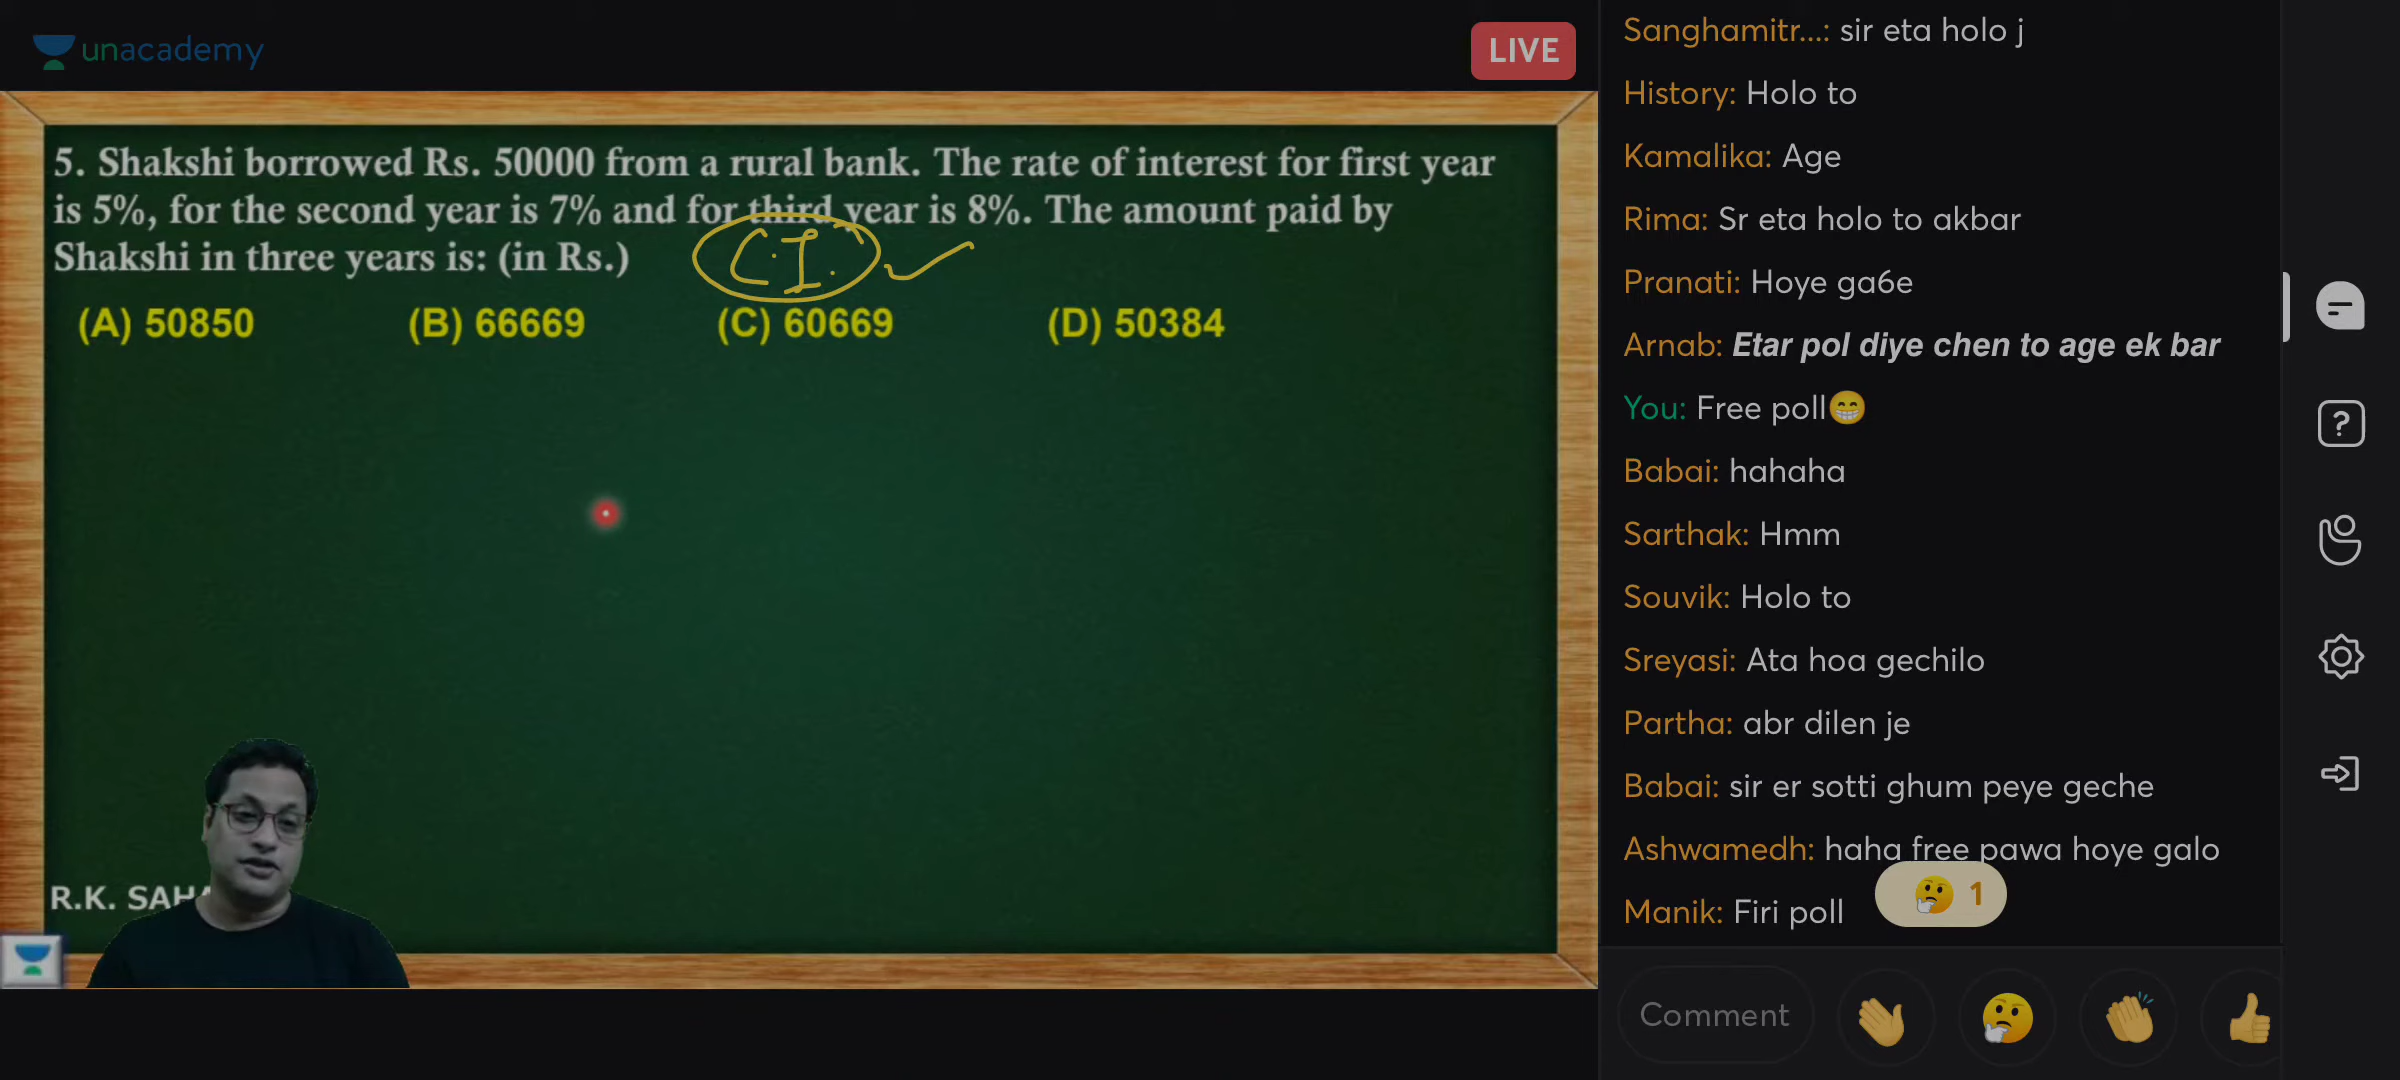 unacademy
LIVE
5. Shakshi borrowed Rs. 50000 from a rural bank. The rate of interest for first year
is 5%, for the second year is 7% and for third year is 8%. The amount paid by
Shakshi in three years is: (in Rs.)
C.I.
(A) 50850 (B) 66669 (C) 60669 (D) 50384
R.K. SAHA
Sanghamitr...: sir eta holo j
History: Holo to
Kamalika: Age
Rima: Sr eta holo to akbar
Pranati: Hoye ga6e
Arnab: Etar pol diye chen to age ek bar
You: Free poll😁
Babai: hahaha
Sarthak: Hmm
Souvik: Holo to
Sreyasi: Ata hoa gechilo
Partha: abr dilen je
Babai: sir er sotti ghum peye geche
Ashwamedh: haha free pawa hoye galo
Manik: Firi poll
🤔 1
Comment